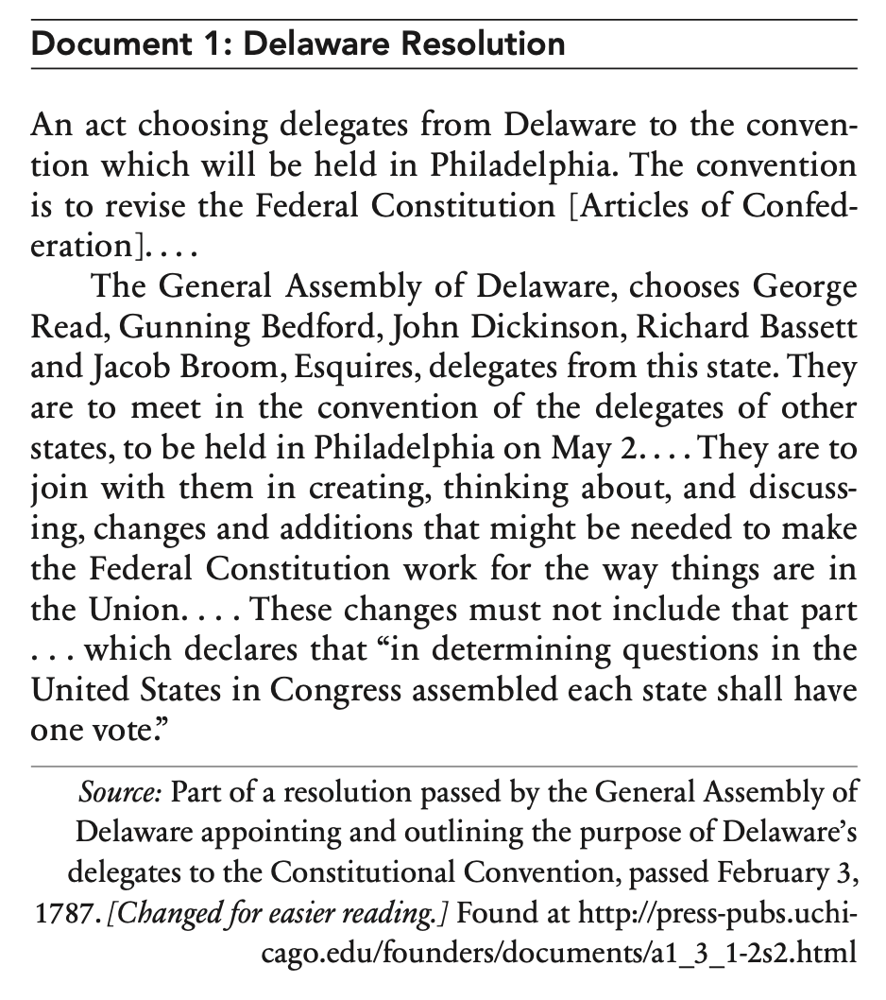 Document 1: Delaware Resolution
An act choosing delegates from Delaware to the conven-
tion which will be held in Philadelphia. The convention
is to revise the Federal Constitution [Articles of Confed-
eration]. . . .
The General Assembly of Delaware, chooses George
Read, Gunning Bedford, John Dickinson, Richard Bassett
and Jacob Broom, Esquires, delegates from this state. They
are to meet in the convention of the delegates of other
states, to be held in Philadelphia on May 2. . . . They are to
join with them in creating, thinking about, and discuss-
ing, changes and additions that might be needed to make
the Federal Constitution work for the way things are in
the Union. . . . These changes must not include that part
. . . which declares that “in determining questions in the
United States in Congress assembled each state shall have
one vote.”
Source: Part of a resolution passed by the General Assembly of
Delaware appointing and outlining the purpose of Delaware’s
delegates to the Constitutional Convention, passed February 3,
1787. [Changed for easier reading.] Found at http://press-pubs.uchi-
cago.edu/founders/documents/a1_3_1-2s2.html